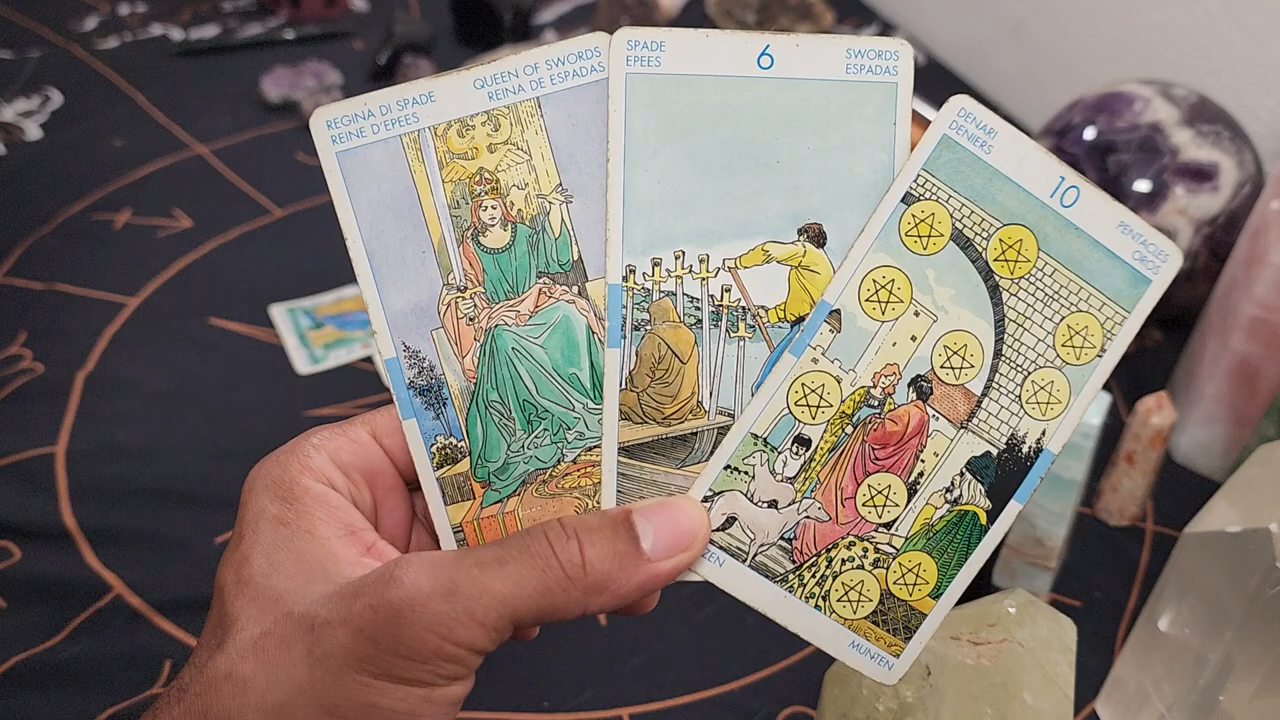 REGINA DI SPADE
REINE D'EPEES
QUEEN OF SWORDS
REINA DE ESPADAS
SPADE
EPEES
6
SWORDS
ESPADAS
DENARI
DENIERS
10
PENTACLES
OROS
ZEN
MUNTEN